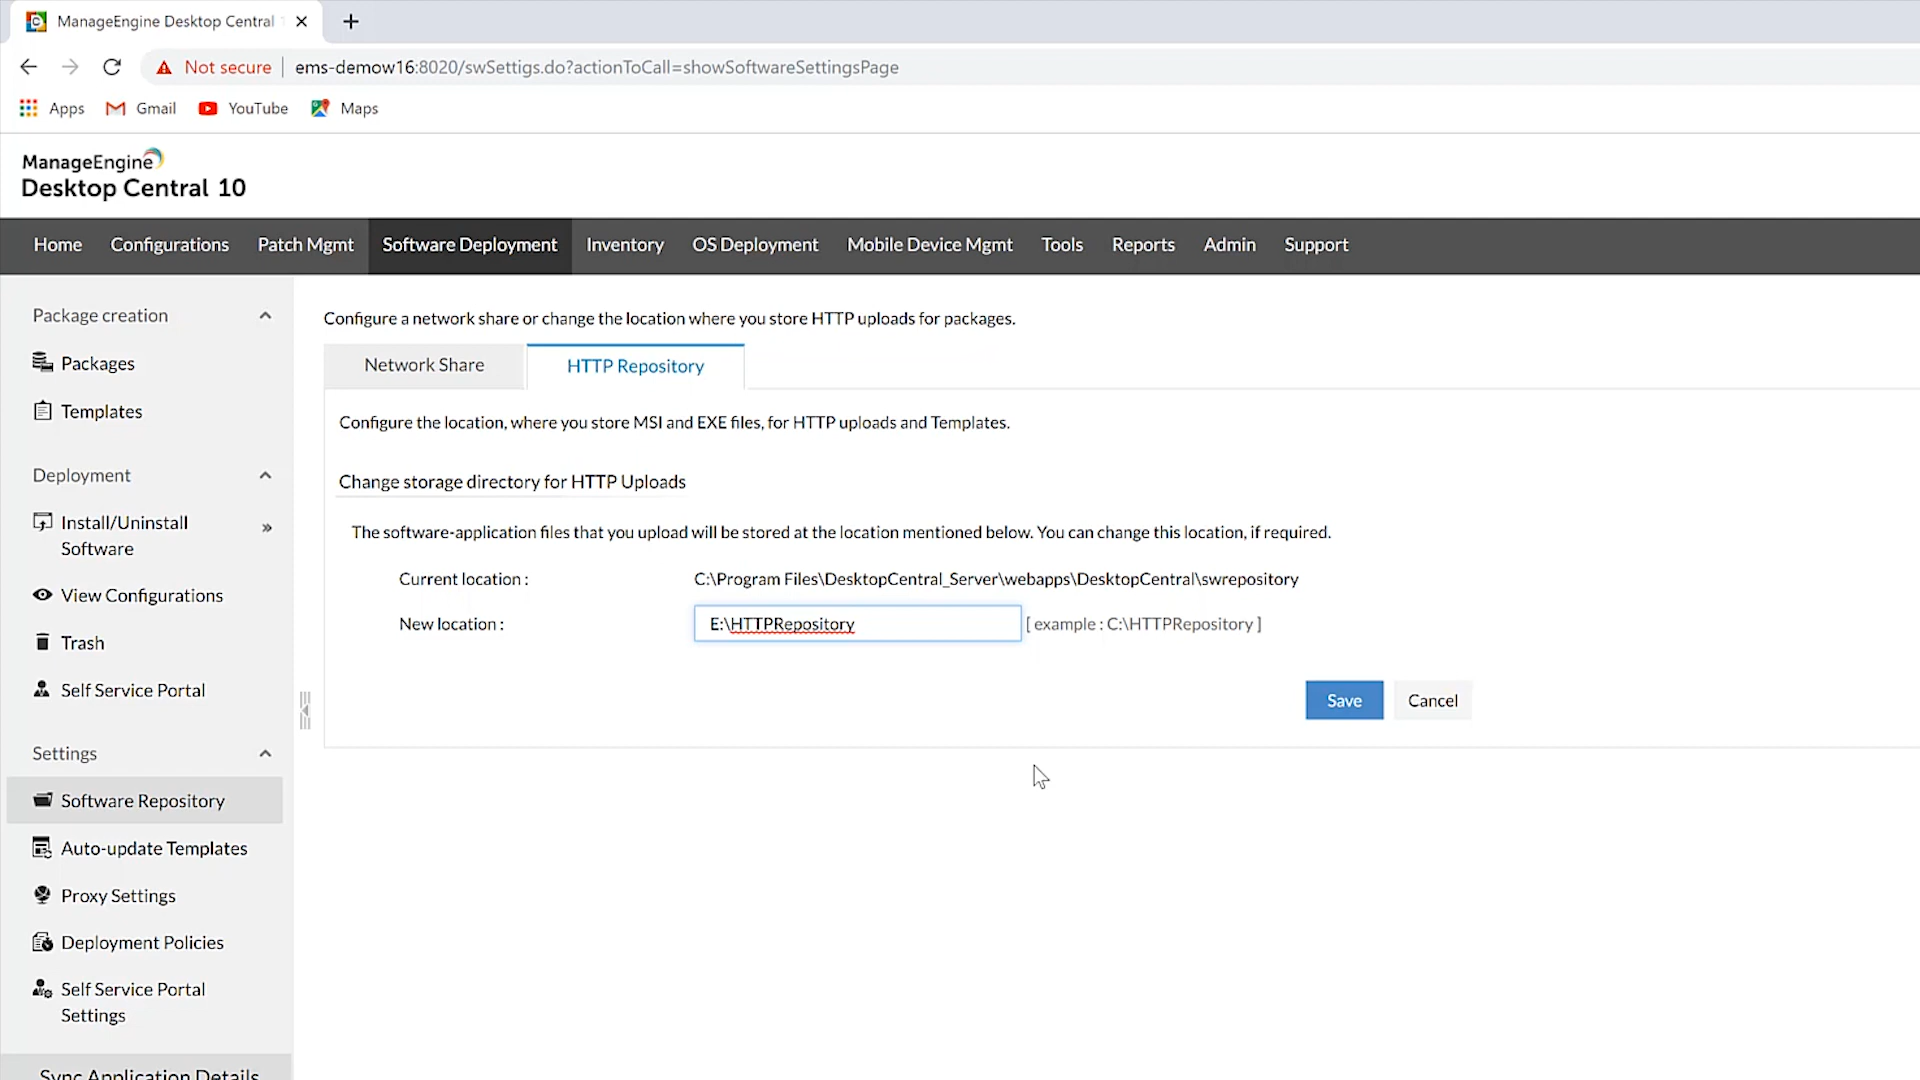 ManageEngine Desktop Central 1
Not secure
ems-demow16:8020/swSettigs.do?actionToCall=showSoftwareSettingsPage
Apps Gmail YouTube Maps
ManageEngine
Desktop Central 10
Home Configurations Patch Mgmt Software Deployment Inventory OS Deployment Mobile Device Mgmt Tools Reports Admin Support
Package creation
Packages
Templates
Deployment
Install/Uninstall
Software
View Configurations
Trash
Self Service Portal
Settings
Software Repository
Auto-update Templates
Proxy Settings
Deployment Policies
Self Service Portal
Settings
Sync Application Details
Configure a network share or change the location where you store HTTP uploads for packages.
Network Share HTTP Repository
Configure the location, where you store MSI and EXE files, for HTTP uploads and Templates.
Change storage directory for HTTP Uploads
The software-application files that you upload will be stored at the location mentioned below. You can change this location, if required.
Current location : C:\Program Files\DesktopCentral_Server\webapps\DesktopCentral\swrepository
New location : E:\HTTPRepository [ example : C:\HTTPRepository ]
Save Cancel